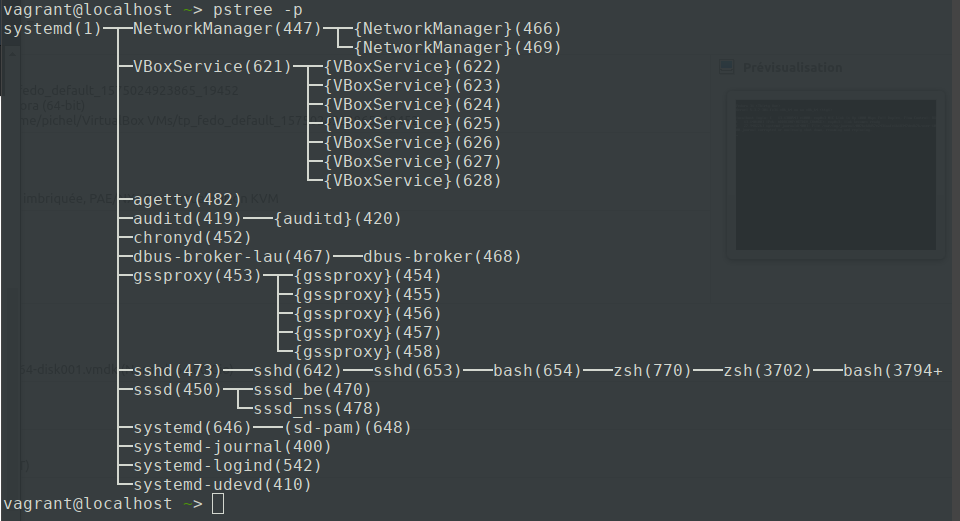 vagrant@localhost ~> pstree -p
systemd(1)─┬─NetworkManager(447)─┬─{NetworkManager}(466)
└─{NetworkManager}(469)
├─VBoxService(621)─┬─{VBoxService}(622)
├─{VBoxService}(623)
├─{VBoxService}(624)
├─{VBoxService}(625)
├─{VBoxService}(626)
├─{VBoxService}(627)
└─{VBoxService}(628)
├─agetty(482)
├─auditd(419)───{auditd}(420)
├─chronyd(452)
├─dbus-broker-lau(467)───dbus-broker(468)
├─gssproxy(453)─┬─{gssproxy}(454)
├─{gssproxy}(455)
├─{gssproxy}(456)
├─{gssproxy}(457)
└─{gssproxy}(458)
├─sshd(473)───sshd(642)───sshd(653)───bash(654)───zsh(770)───zsh(3702)───bash(3794+
├─sssd(450)─┬─sssd_be(470)
└─sssd_nss(478)
├─systemd(646)───(sd-pam)(648)
├─systemd-journal(400)
├─systemd-logind(542)
└─systemd-udevd(410)
vagrant@localhost ~>
Prévisualisation